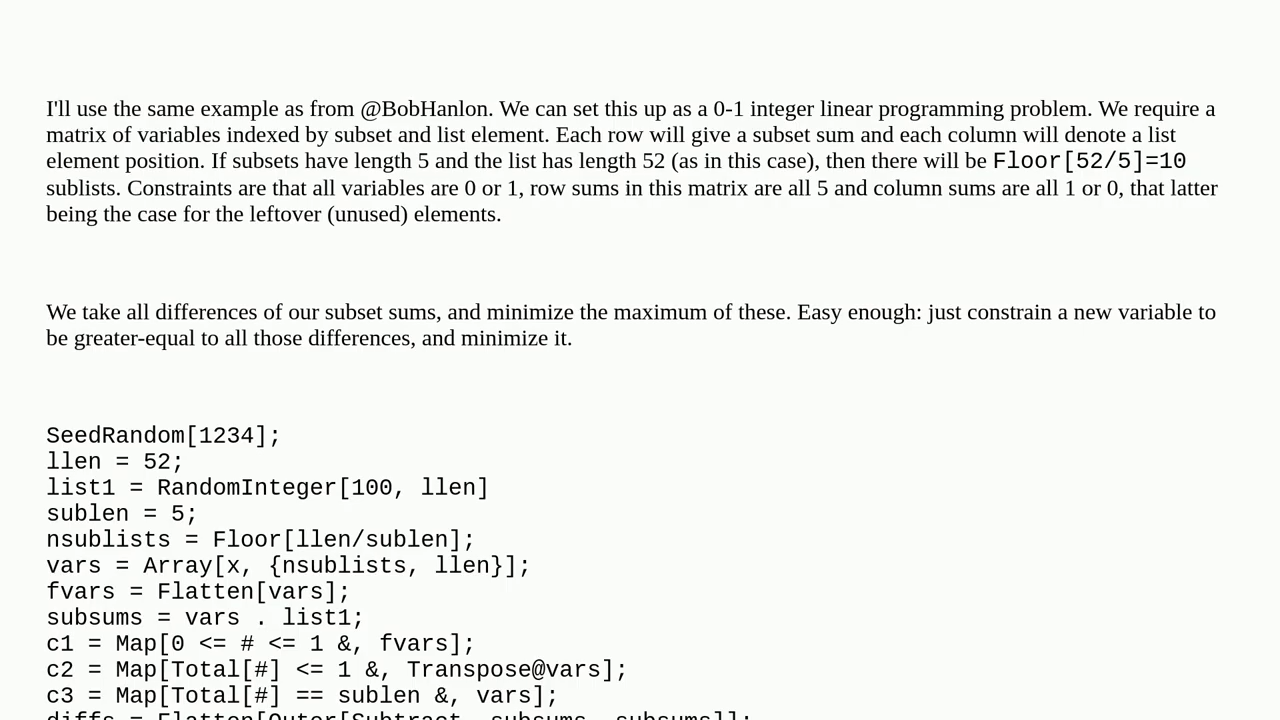 I'll use the same example as from @BobHanlon. We can set this up as a 0-1 integer linear programming problem. We require a
matrix of variables indexed by subset and list element. Each row will give a subset sum and each column will denote a list
element position. If subsets have length 5 and the list has length 52 (as in this case), then there will be Floor[52/5]=10
sublists. Constraints are that all variables are 0 or 1, row sums in this matrix are all 5 and column sums are all 1 or 0, that latter
being the case for the leftover (unused) elements.
We take all differences of our subset sums, and minimize the maximum of these. Easy enough: just constrain a new variable to
be greater-equal to all those differences, and minimize it.
SeedRandom[1234];
llen = 52;
list1 = RandomInteger[100, llen]
sublen = 5;
nsublists = Floor[llen/sublen];
vars = Array[x, {nsublists, llen}];
fvars = Flatten[vars];
subsums = vars . list1;
c1 = Map[0 <= # <= 1 &, fvars];
c2 = Map[Total[#] <= 1 &, Transpose@vars];
c3 = Map[Total[#] == sublen &, vars];
diffs = Flatten[Outer[Subtract, subsums, subsums]];